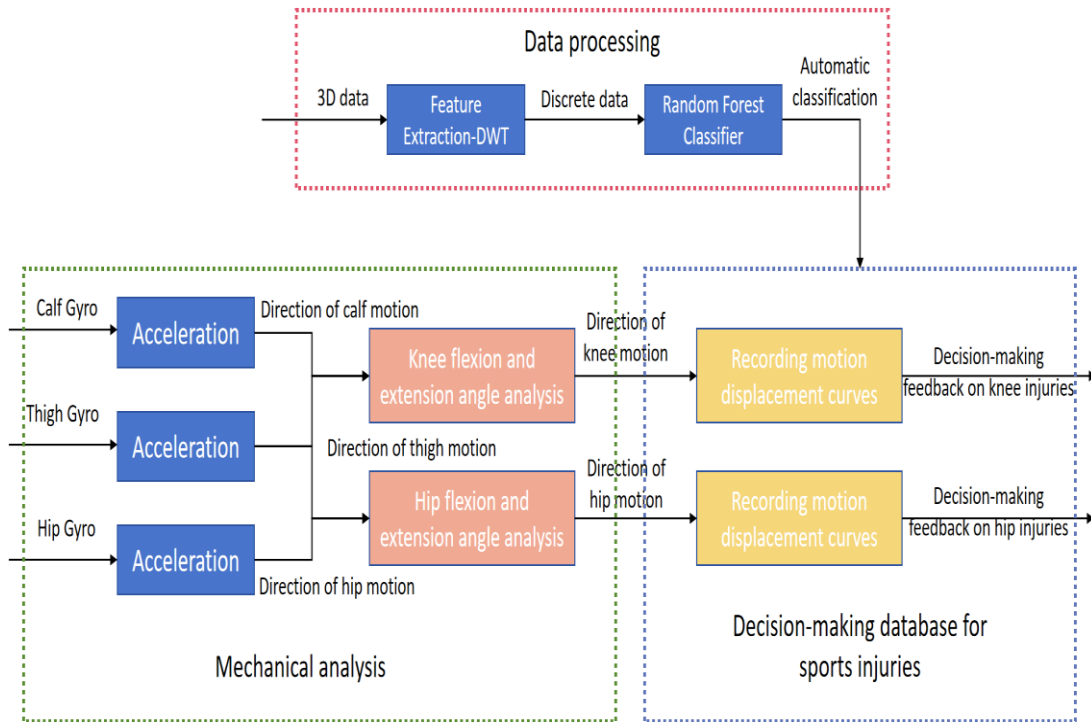 Data processing
3D data
Feature
Extraction-DWT
Discrete data
Random Forest
Classifier
Automatic
classification
Calf Gyro
Acceleration
Direction of calf motion
Knee flexion and
extension angle analysis
Direction of
knee motion
Recording motion
displacement curves
Decision-making
feedback on knee injuries
Thigh Gyro
Acceleration
Direction of thigh motion
Hip Gyro
Acceleration
Direction of hip motion
Hip flexion and
extension angle analysis
Direction of
hip motion
Recording motion
displacement curves
Decision-making
feedback on hip injuries
Mechanical analysis
Decision-making database for
sports injuries